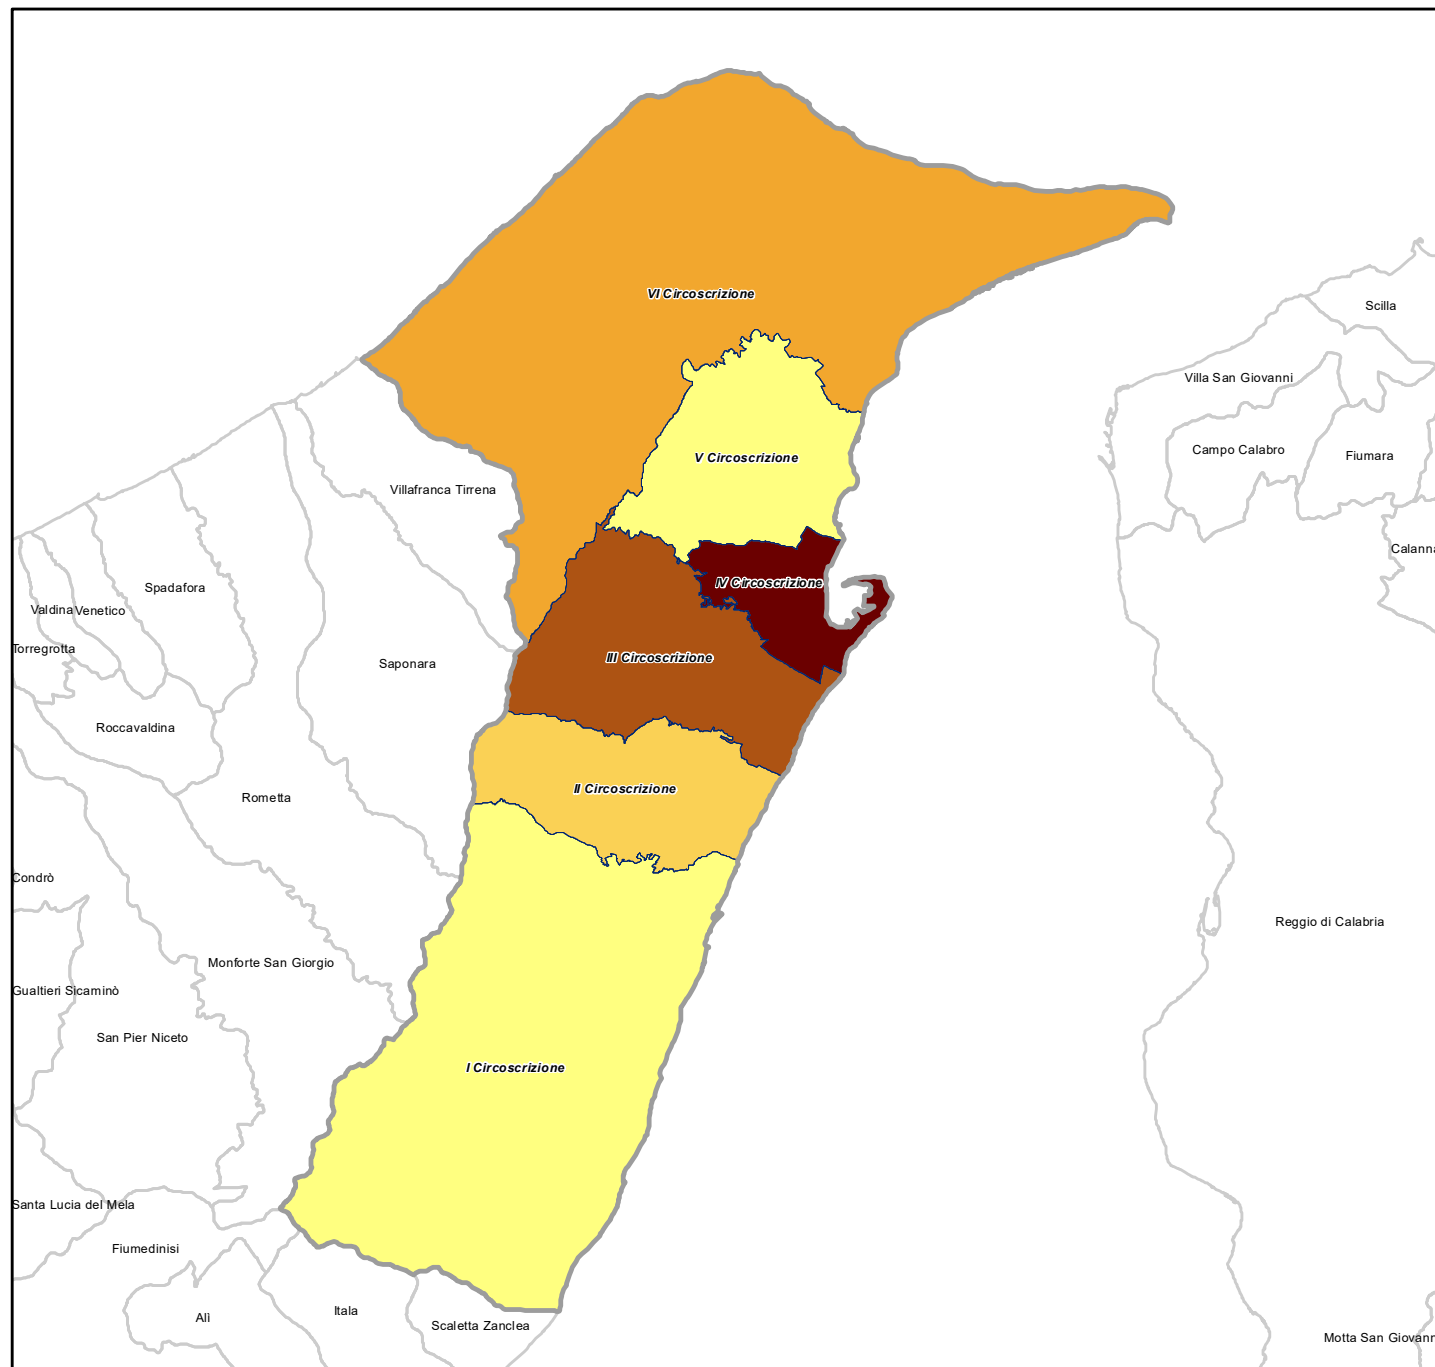 VI Circoscrizione
Scilla
Villa San Giovanni
Campo Calabro
Fiumara
V Circoscrizione
Villafranca Tirrena
Calanna
IV Circoscrizione
Spadafora
Valdina
Venetico
Torregrotta
III Circoscrizione
Saponara
Roccavaldina
II Circoscrizione
Rometta
Condrò
Reggio di Calabria
Monforte San Giorgio
Gualtieri Sicaminò
San Pier Niceto
I Circoscrizione
Santa Lucia del Mela
Fiumedinisi
Itala
Alì
Scaletta Zanclea
Motta San Giovann